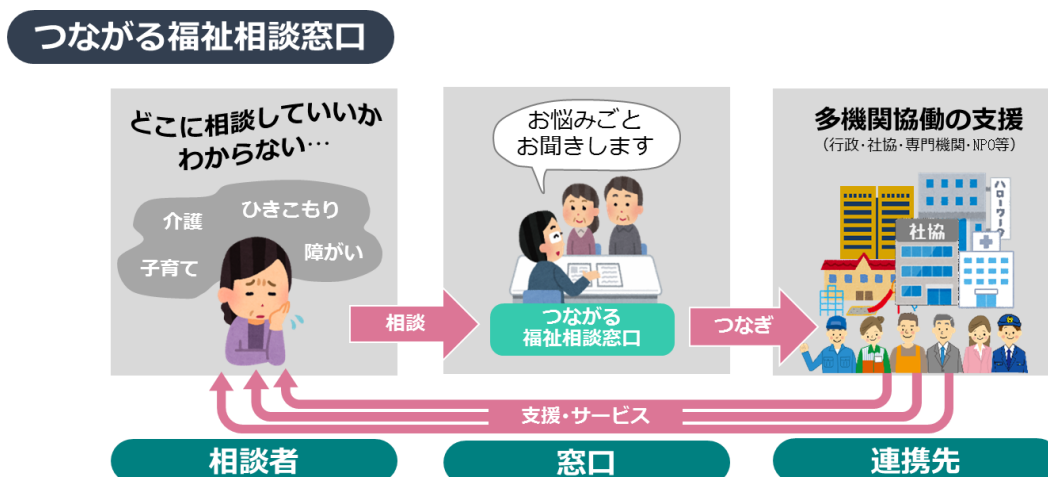 つながる福祉相談窓口
どこに相談していいか
わからない…
介護
ひきこもり
子育て
障がい
相談
お悩みごと
お聞きします
つながる
福祉相談窓口
つなぎ
多機関協働の支援
（行政・社協・専門機関・NPO等）
ハローワーク
社協
支援・サービス
相談者
窓口
連携先